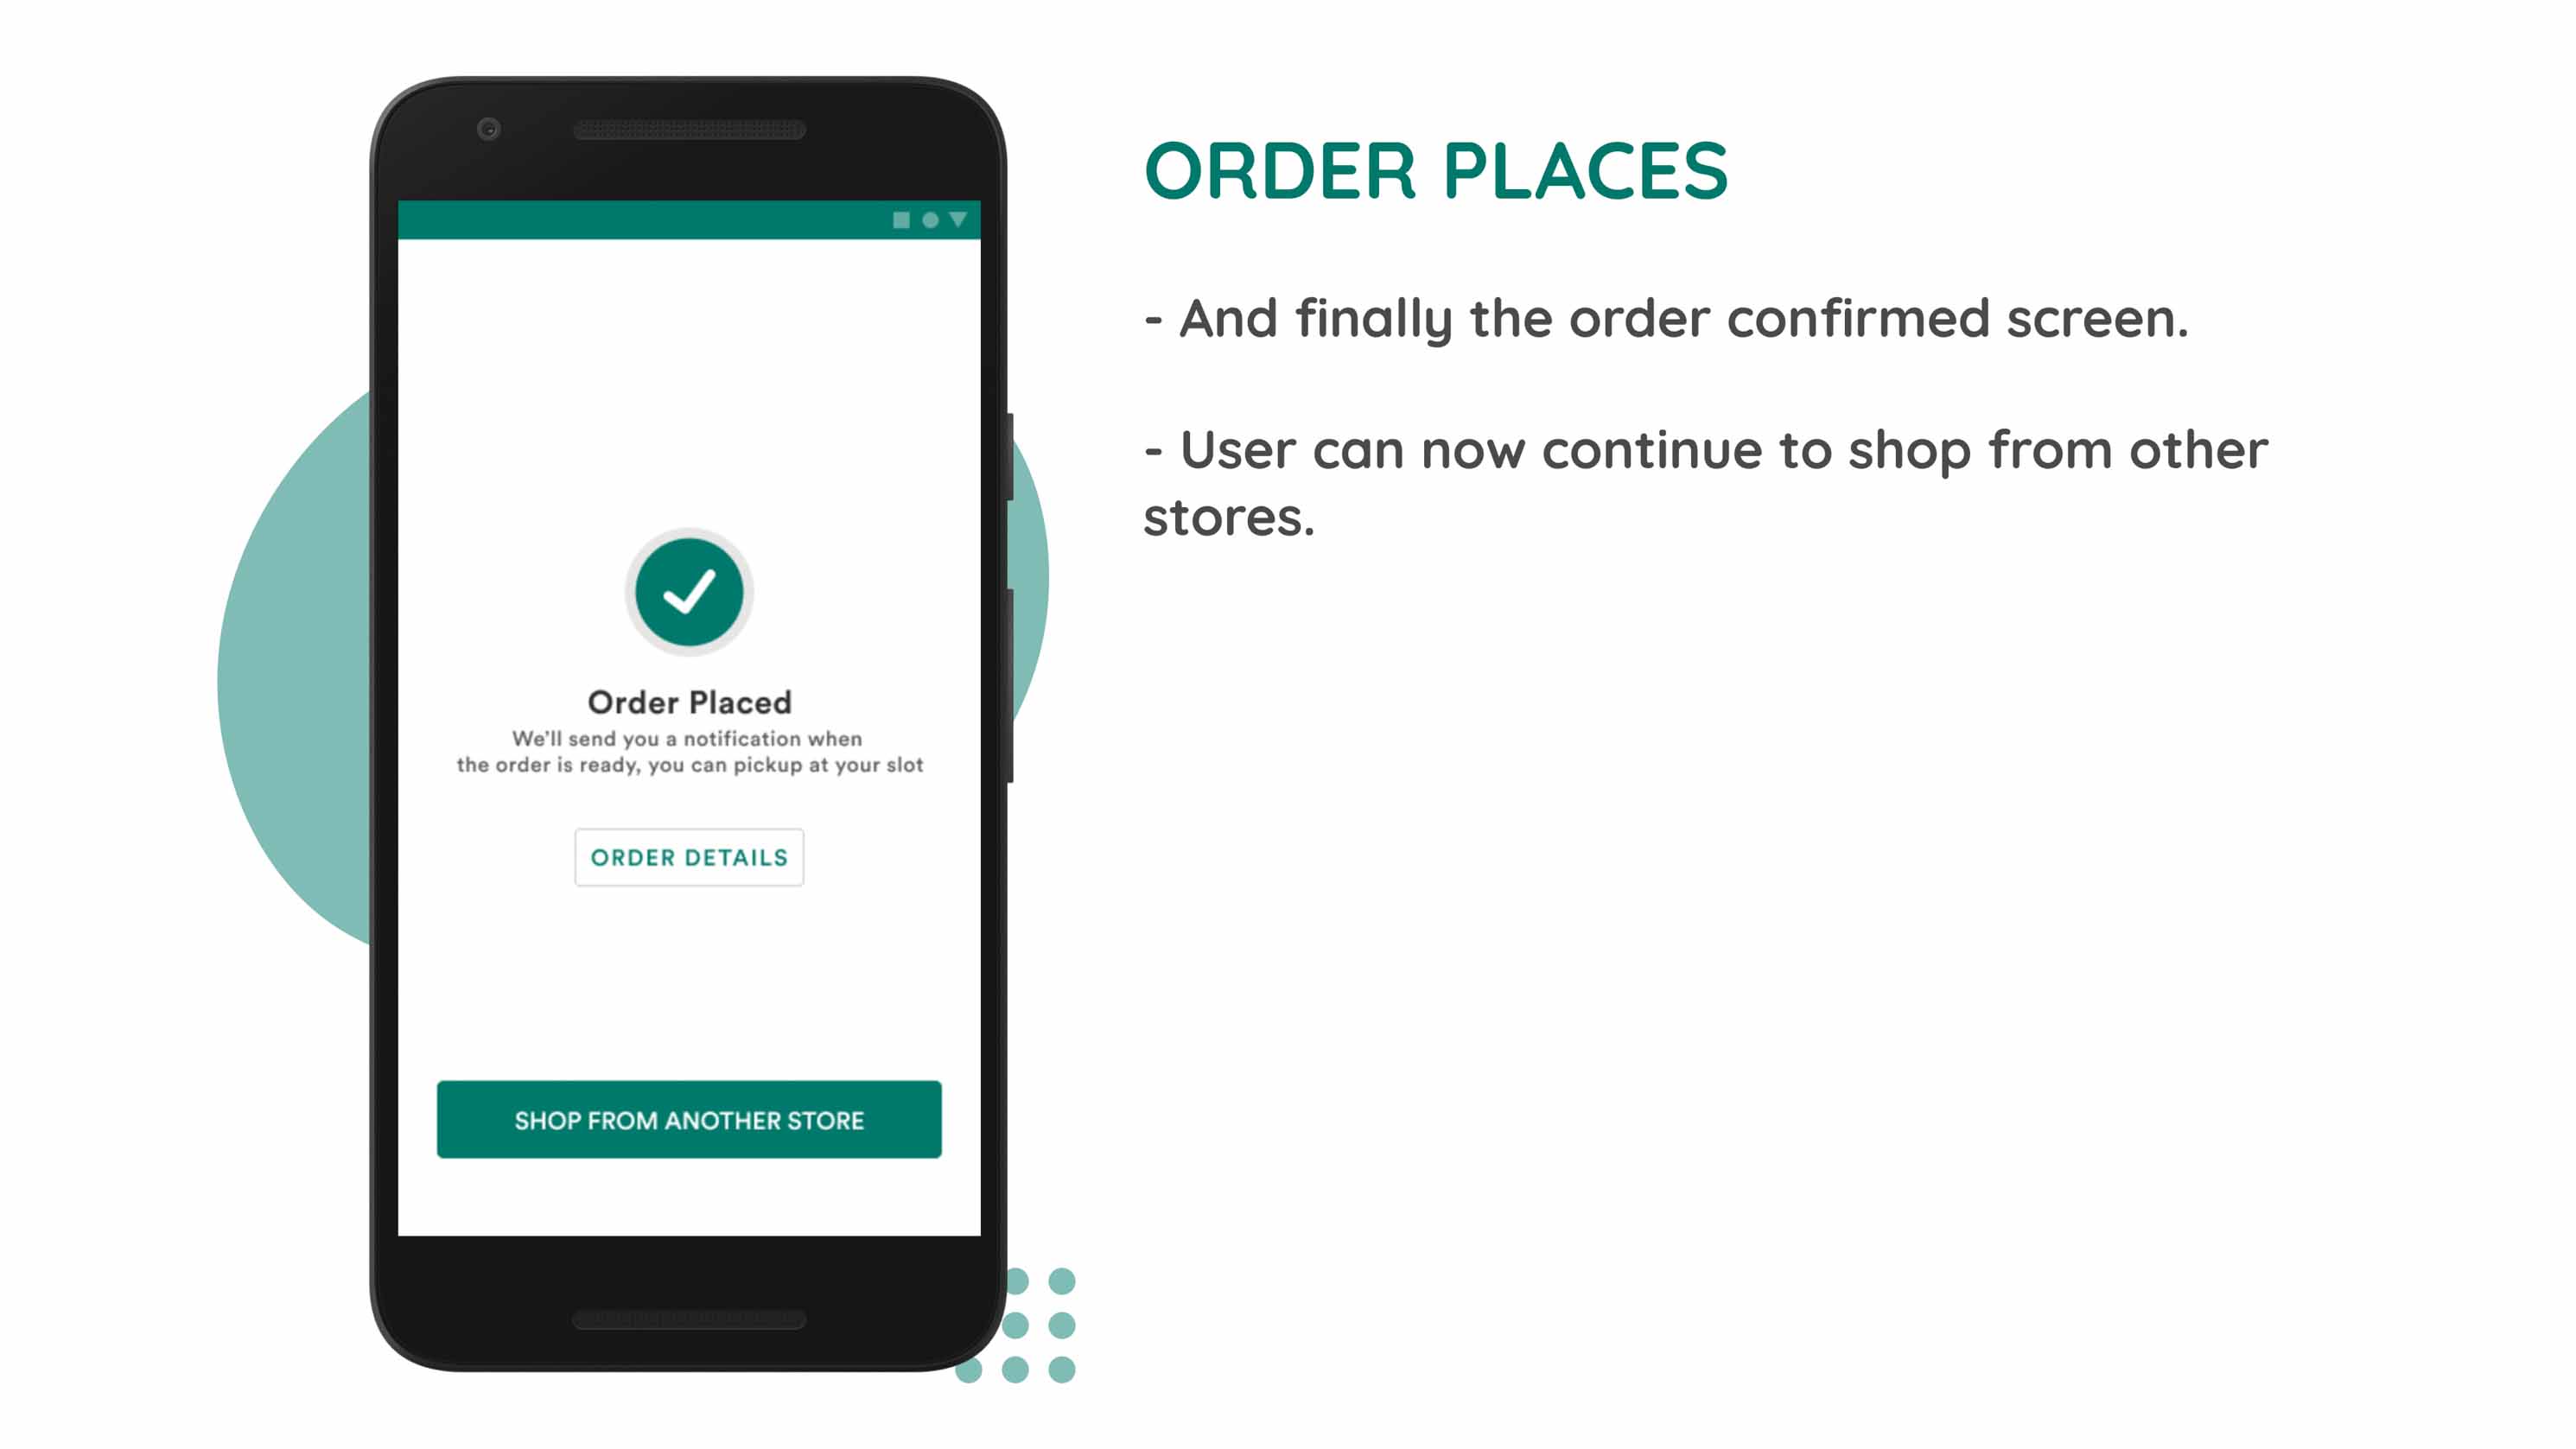 ORDER PLACES
- And finally the order confirmed screen.
- User can now continue to shop from other
stores.
Order Placed
We'll send you a notification when
the order is ready, you can pickup at your slot
ORDER DETAILS
SHOP FROM ANOTHER STORE